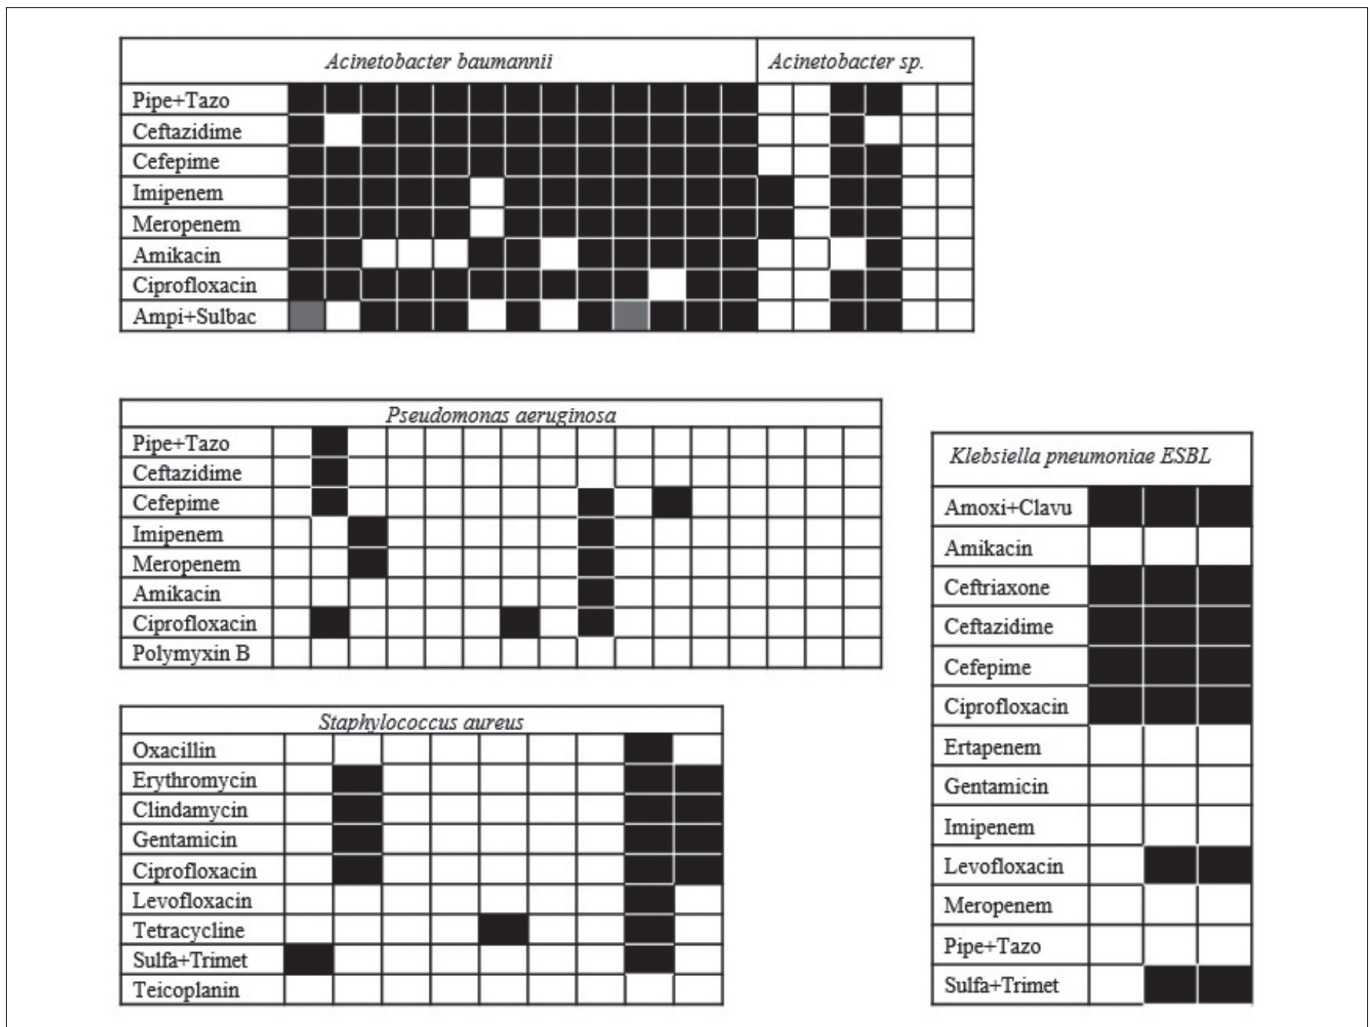 Acinetobacter baumannii
Acinetobacter sp.
Pipe+Tazo
Ceftazidime
Cefepime
Imipenem
Meropenem
Amikacin
Ciprofloxacin
Ampi+Sulbac
Pseudomonas aeruginosa
Pipe+Tazo
Ceftazidime
Cefepime
Imipenem
Meropenem
Amikacin
Ciprofloxacin
Polymyxin B
Klebsiella pneumoniae ESBL
Amoxi+Clavu
Amikacin
Ceftriaxone
Ceftazidime
Cefepime
Ciprofloxacin
Ertapenem
Gentamicin
Imipenem
Levofloxacin
Meropenem
Pipe+Tazo
Sulfa+Trimet
Staphylococcus aureus
Oxacillin
Erythromycin
Clindamycin
Gentamicin
Ciprofloxacin
Levofloxacin
Tetracycline
Sulfa+Trimet
Teicoplanin